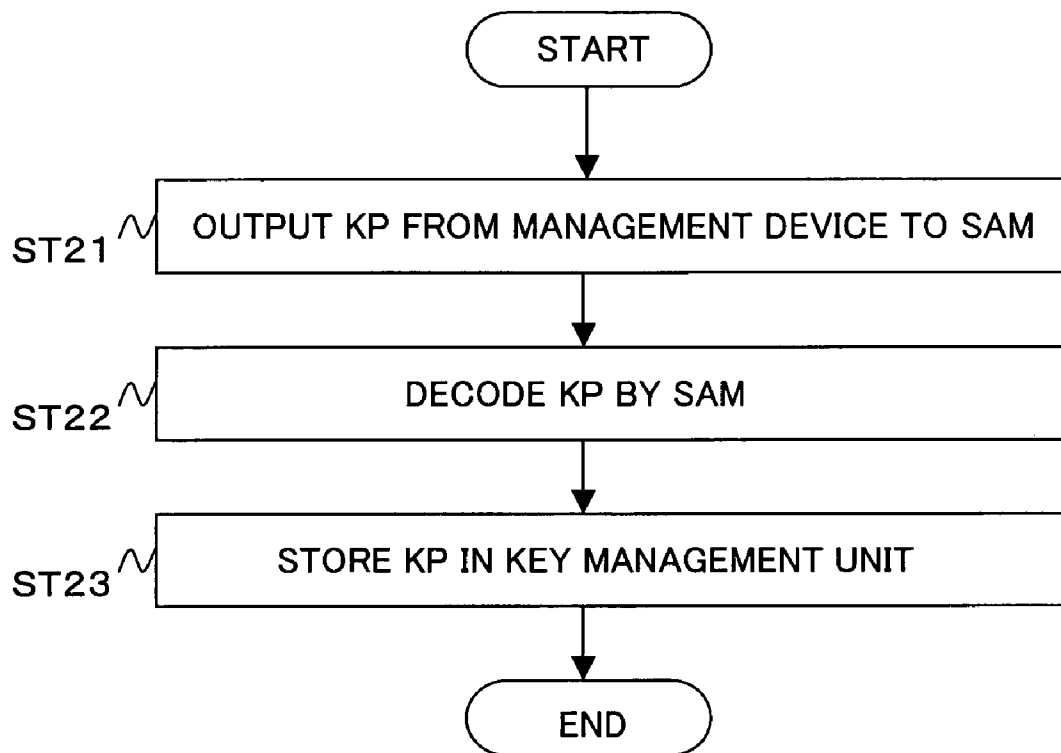 START
ST21
OUTPUT KP FROM MANAGEMENT DEVICE TO SAM
ST22
DECODE KP BY SAM
ST23
STORE KP IN KEY MANAGEMENT UNIT
END